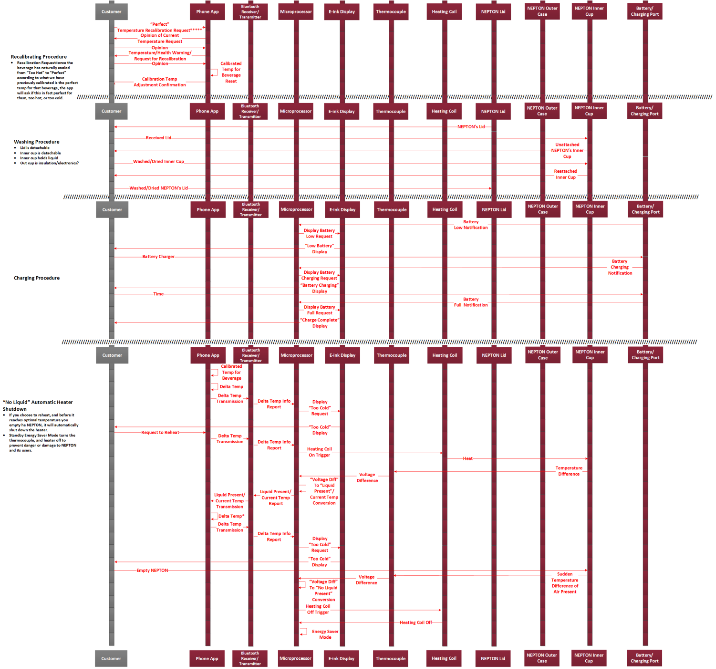 Customer
Phone App
Bluetooth
Receiver/
Transmitter
Microprocessor
E-Ink Display
Thermocouple
Heating Coil
NEPTON Lid
NEPTON Outer
Case
NEPTON Inner
Cup
Battery/
Charging Port
"Perfect"
Temperature Recalibration Request
Opinion of Current
Temperature Request
Opinion
Temperature/Health Warning/
Request for Recalibration
Opinion
Calibrated
Temp for
Beverage
Reset
Calibration Temp
Adjustment Confirmation
Recalibrating Procedure
beverage has naturally cooled
from "Too Hot" to "Perfect"
according to what we have
previously calibrated is the perfect
temp for that beverage, the app
will ask if this is that perfect for
them, too hot, or too cold
Customer
Phone App
Bluetooth
Receiver/
Transmitter
Microprocessor
E-Ink Display
Thermocouple
Heating Coil
NEPTON Lid
NEPTON Outer
Case
NEPTON Inner
Cup
Battery/
Charging Port
NEPTON's Lid
Removed Lid
Unattached
NEPTON's Inner
Cup
Washed/Dried Inner Cup
Reattached
Inner Cup
Washed/Dried NEPTON's Lid
Washing Procedure
Lid is detachable
Inner cup is detachable
Inner cup holds liquid
Out cup is insulation/electronics?
Customer
Phone App
Bluetooth
Receiver/
Transmitter
Microprocessor
E-Ink Display
Thermocouple
Heating Coil
NEPTON Lid
NEPTON Outer
Case
NEPTON Inner
Cup
Battery/
Charging Port
Battery
Low Notification
Display Battery
Low Request
"Low Battery"
Display
Battery Charger
Battery
Charging
Notification
Display Battery
Charging Request
"Battery Charging"
Display
Time
Battery
Full Notification
Display Battery
Full Request
"Charge Complete"
Display
Charging Procedure
Customer
Phone App
Bluetooth
Receiver/
Transmitter
Microprocessor
E-Ink Display
Thermocouple
Heating Coil
NEPTON Lid
NEPTON Outer
Case
NEPTON Inner
Cup
Battery/
Charging Port
Calibrated
Temp for
Beverage
Delta Temp
Delta Temp
Transmission
Delta Temp Info
Report
Display
"Too Cold"
Request
"Too Cold"
Display
Request to Reheat
Delta Temp
Transmission
Delta Temp Info
Report
Heating Coil
On Trigger
Heat
Temperature
Difference
Voltage
Difference
"Voltage Diff"
To "Liquid
Present"/
Current Temp
Conversion
Liquid Present/
Current Temp
Report
Liquid Present/
Current Temp
Transmission
Delta Temp*
Delta Temp
Transmission
Delta Temp Info
Report
Display
"Too Cold"
Request
"Too Cold"
Display
Empty NEPTON
Sudden
Temperature
Difference of
Air Present
Voltage
Difference
"Voltage Diff"
To "No Liquid
Present"
Conversion
Heating Coil
Off Trigger
Heating Coil Off
Energy Saver
Mode
"No Liquid" Automatic Heater
Shutdown
If you choose to reheat, and before it
reaches optimal temperature you
empty the NEPTON, it will automatically
shut down the heater
Standby Energy Saver Mode turns the
thermocouple, and heater off to
prevent danger or damage to NEPTON
and its users.
Customer
Phone App
Bluetooth
Receiver/
Transmitter
Microprocessor
E-Ink Display
Thermocouple
Heating Coil
NEPTON Lid
NEPTON Outer
Case
NEPTON Inner
Cup
Battery/
Charging Port